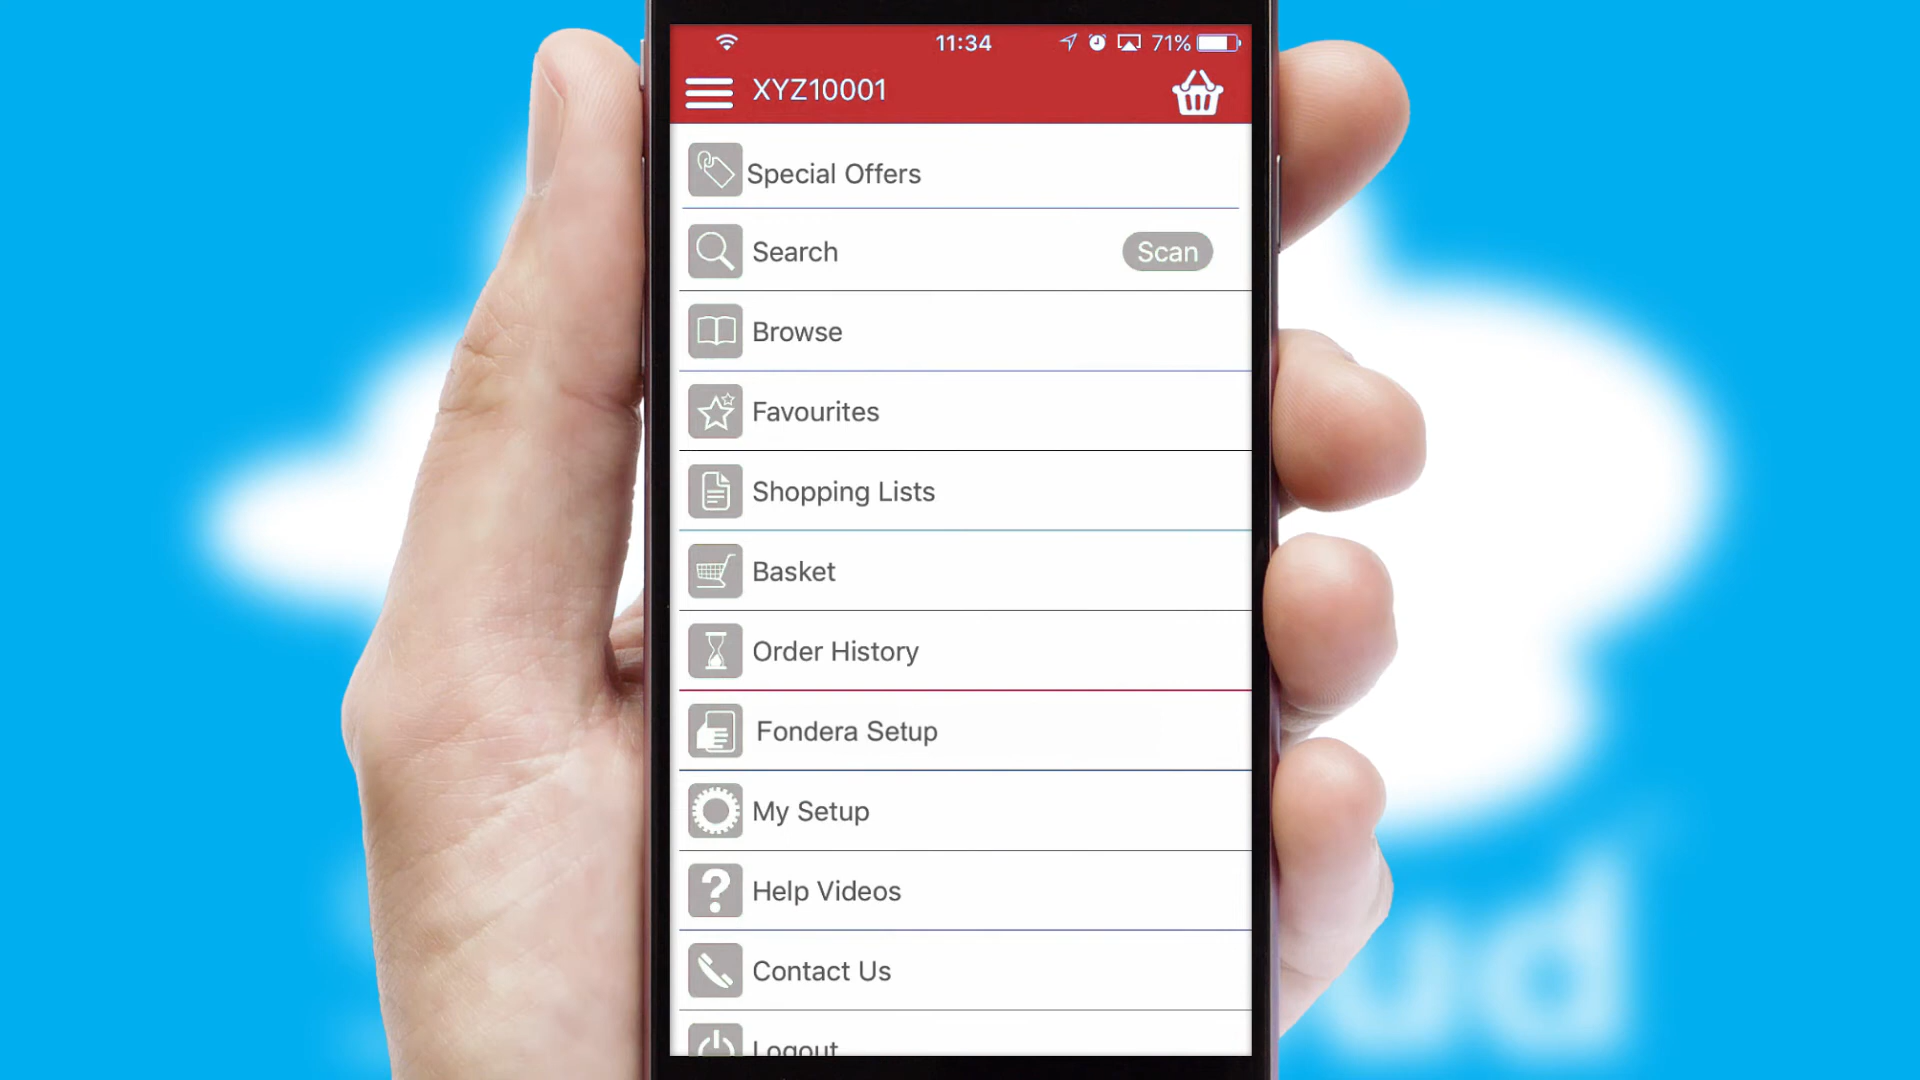 11:34
71%
XYZ10001
Special Offers
Search
Scan
Browse
Favourites
Shopping Lists
Basket
Order History
Fondera Setup
My Setup
Help Videos
Contact Us
Logout